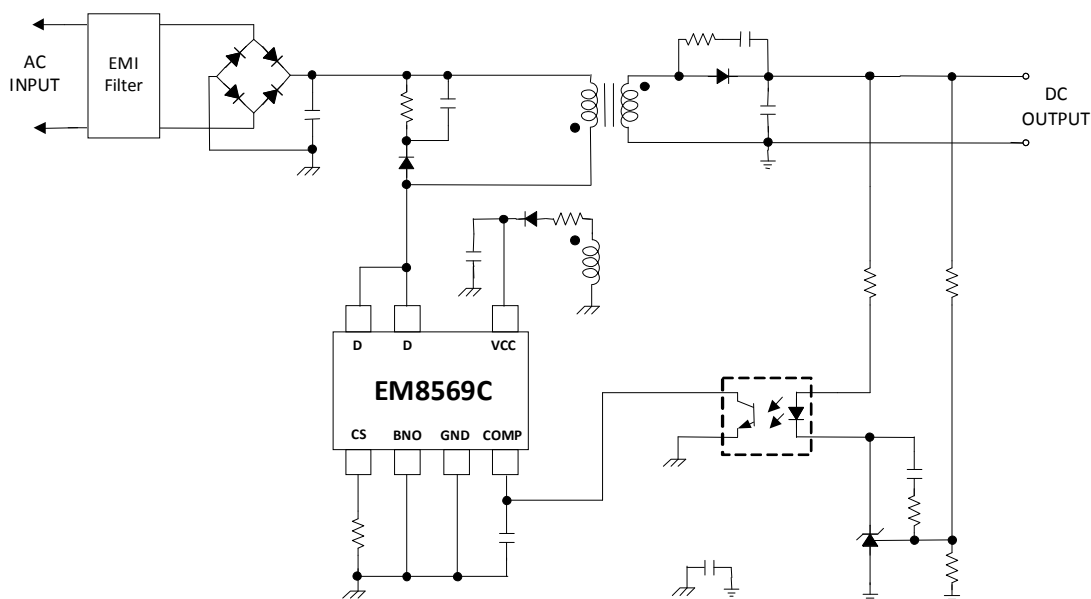 AC
INPUT
EMI
Filter
DC
OUTPUT
D D VCC
EM8569C
CS BNO GND COMP